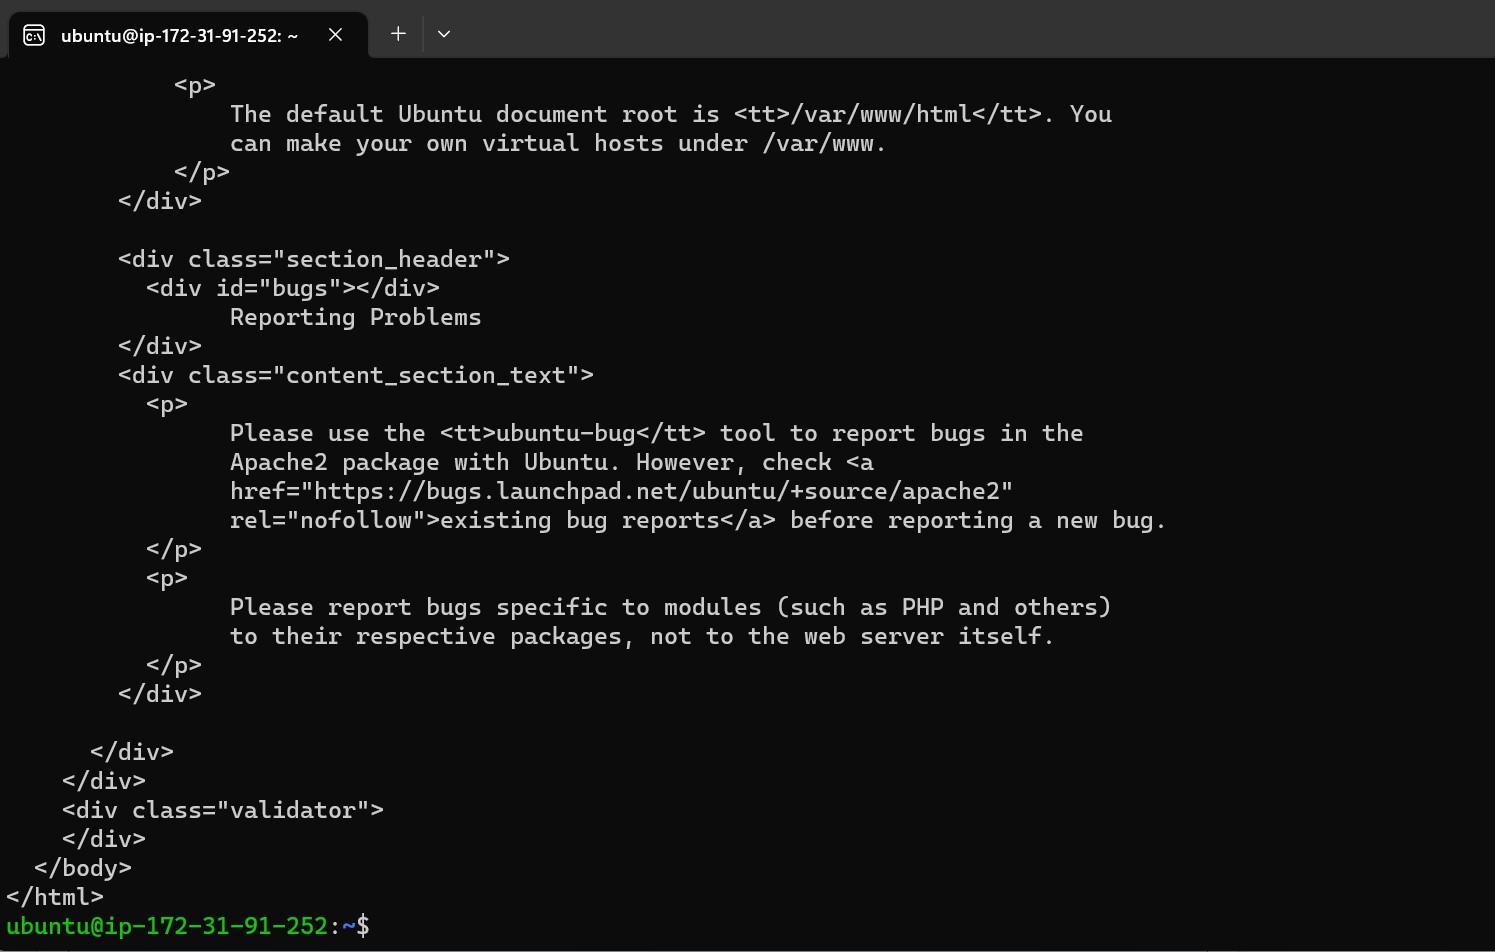 ubuntu@ip-172-31-91-252: ~
<p>
The default Ubuntu document root is <tt>/var/www/html</tt>. You
can make your own virtual hosts under /var/www.
</p>
</div>
<div class="section_header">
<div id="bugs"></div>
Reporting Problems
</div>
<div class="content_section_text">
<p>
Please use the <tt>ubuntu-bug</tt> tool to report bugs in the
Apache2 package with Ubuntu. However, check <a
href="https://bugs.launchpad.net/ubuntu/+source/apache2"
rel="nofollow">existing bug reports</a> before reporting a new bug.
</p>
<p>
Please report bugs specific to modules (such as PHP and others)
to their respective packages, not to the web server itself.
</p>
</div>
</div>
</div>
<div class="validator">
</div>
</body>
</html>
ubuntu@ip-172-31-91-252:~$